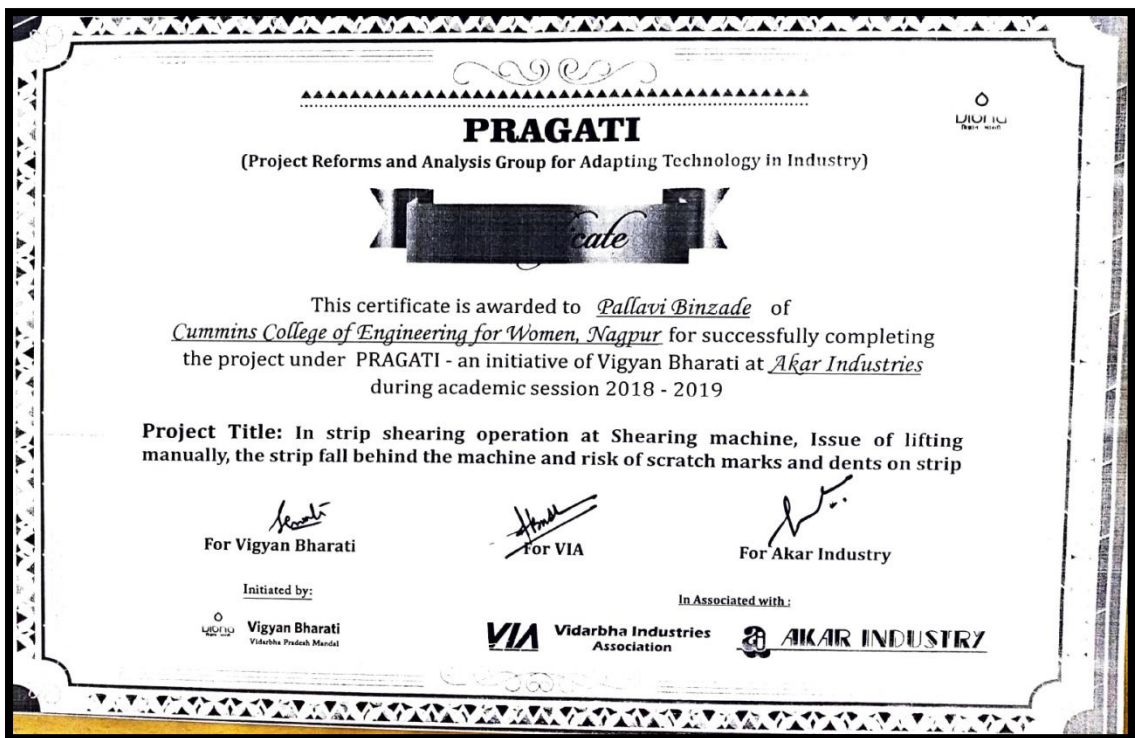 PRAGATI
(Project Reforms and Analysis Group for Adapting Technology in Industry)
This certificate is awarded to Pallavi Binzade of
Cummins College of Engineering for Women, Nagpur for successfully completing
the project under PRAGATI - an initiative of Vigyan Bharati at Akar Industries
during academic session 2018 - 2019
Project Title: In strip shearing operation at Shearing machine, Issue of lifting
manually, the strip fall behind the machine and risk of scratch marks and dents on strip
For Vigyan Bharati
For VIA
For Akar Industry
Initiated by:
In Associated with :
Vigyan Bharati
Vidarbha Pradesh Mandal
VIA Vidarbha Industries
Association
AKAR INDUSTRY